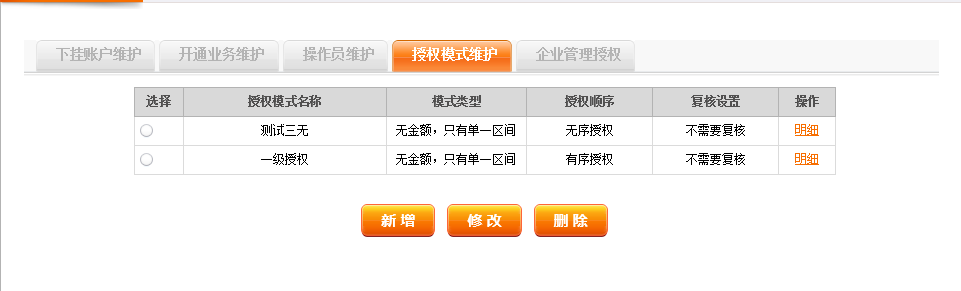 下挂账户维护 开通业务维护 操作员维护 授权模式维护 企业管理授权
选择 授权模式名称 模式类型 授权顺序 复核设置 操作
测试三无 无金额，只有单一区间 无序授权 不需要复核 明细
一级授权 无金额，只有单一区间 有序授权 不需要复核 明细
新 增 修 改 删 除